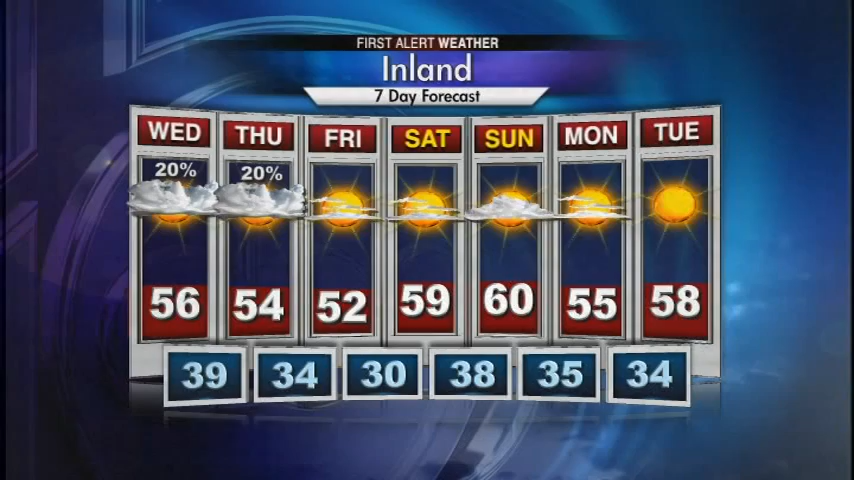 FIRST ALERT WEATHER
Inland
7 Day Forecast
WED THU FRI SAT SUN MON TUE
20% 20%
56 54 52 59 60 55 58
39 34 30 38 35 34